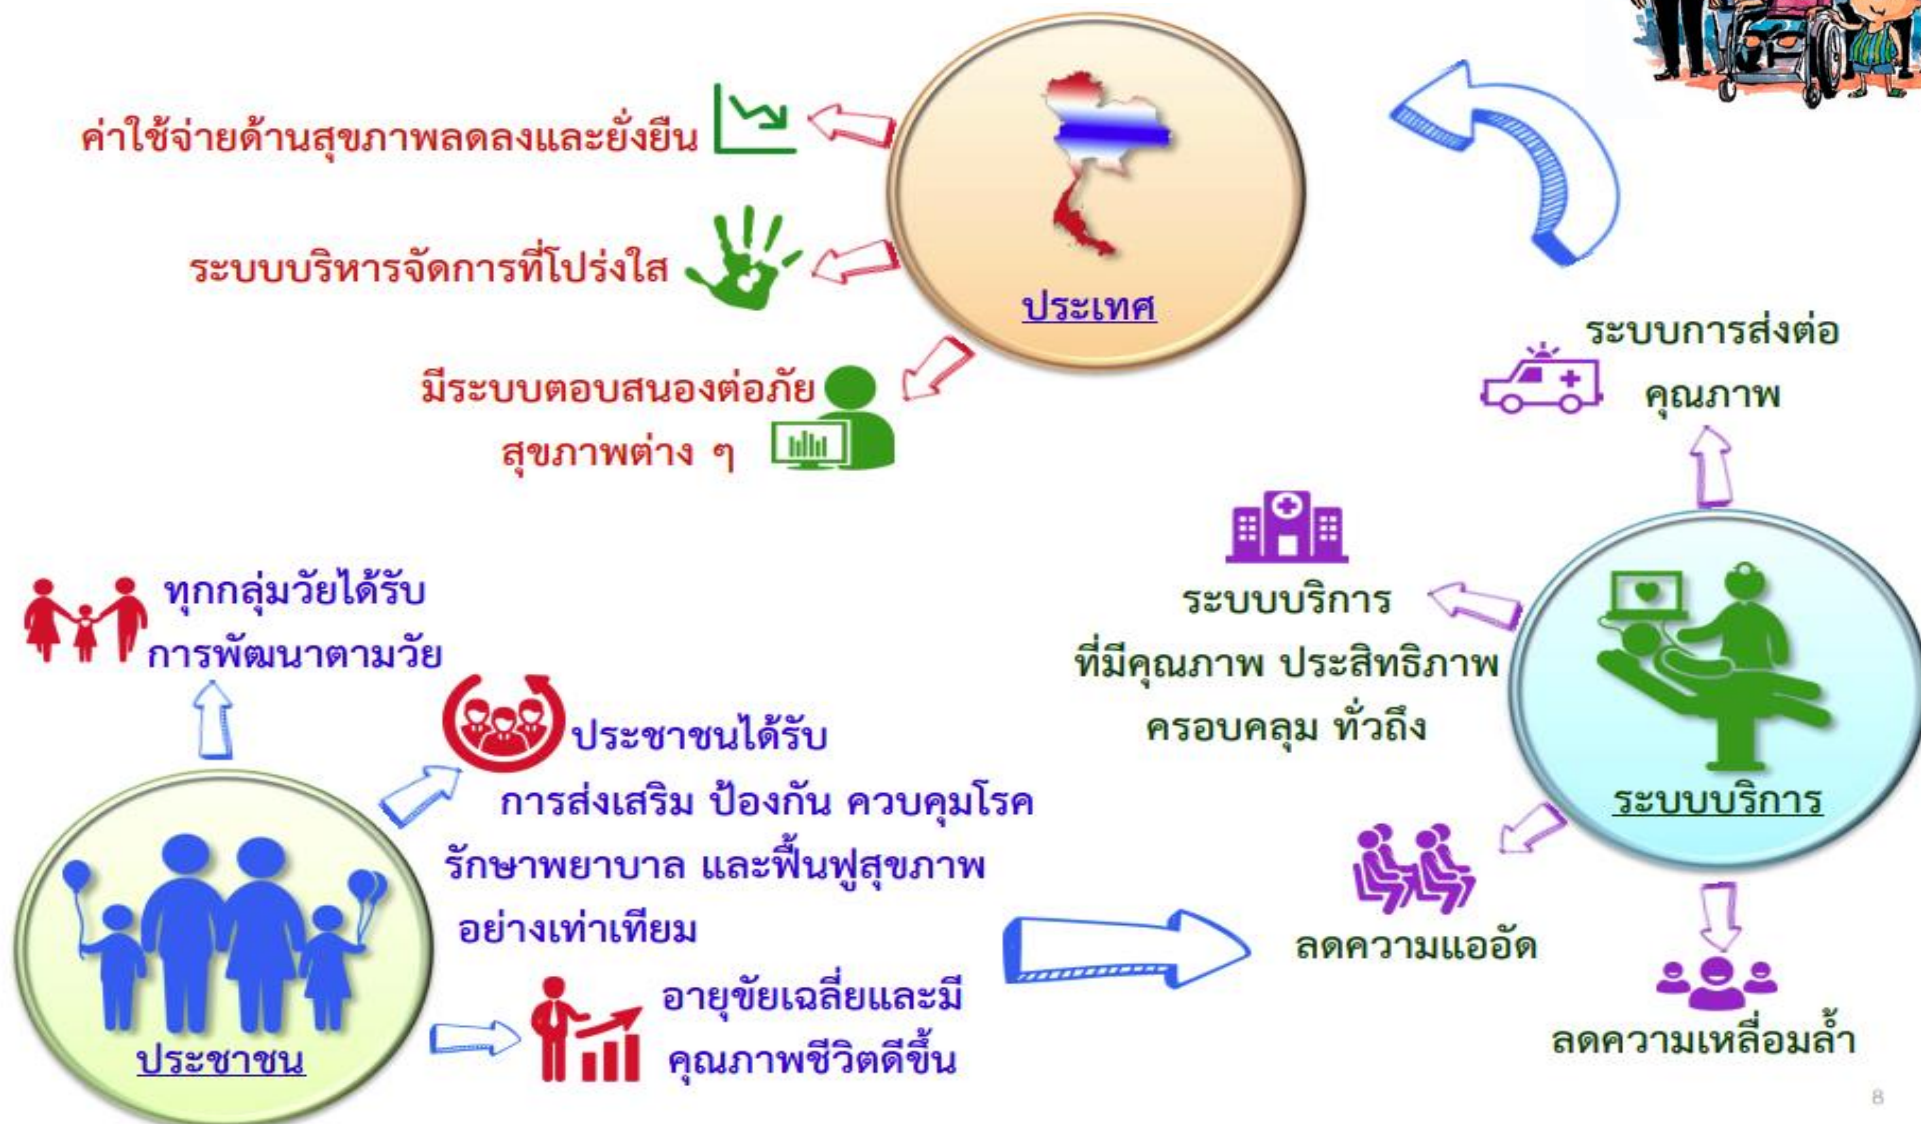 ค่าใช้จ่ายด้านสุขภาพลดลงและยั่งยืน
ระบบบริหารจัดการที่โปร่งใส
มีระบบตอบสนองต่อภัย
สุขภาพต่าง ๆ
ประเทศ
ระบบการส่งต่อ
คุณภาพ
ระบบบริการ
ที่มีคุณภาพ ประสิทธิภาพ
ครอบคลุม ทั่วถึง
ระบบบริการ
ลดความแออัด
ลดความเหลื่อมล้ำ
ทุกกลุ่มวัยได้รับ
การพัฒนาตามวัย
ประชาชนได้รับ
การส่งเสริม ป้องกัน ควบคุมโรค
รักษาพยาบาล และฟื้นฟูสุขภาพ
อย่างเท่าเทียม
อายุขัยเฉลี่ยและมี
คุณภาพชีวิตดีขึ้น
ประชาชน
8